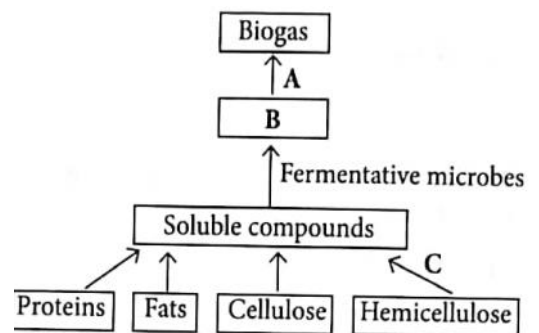 Biogas
A
B
Fermentative microbes
Soluble compounds
C
Proteins Fats Cellulose Hemicellulose